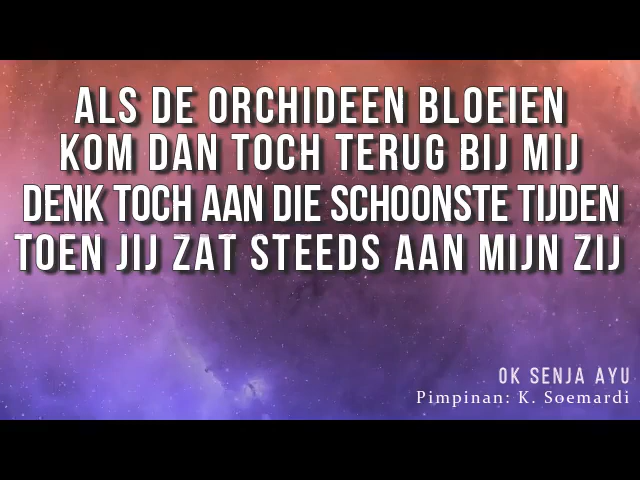 ALS DE ORCHIDEEN BLOEIEN
KOM DAN TOCH TERUG BIJ MIJ
DENK TOCH AAN DIE SCHOONSTE TIJDEN
TOEN JIJ ZAT STEEDS AAN MIJN ZIJ
OK SENJA AYU
Pimpinan: K. Soemardi